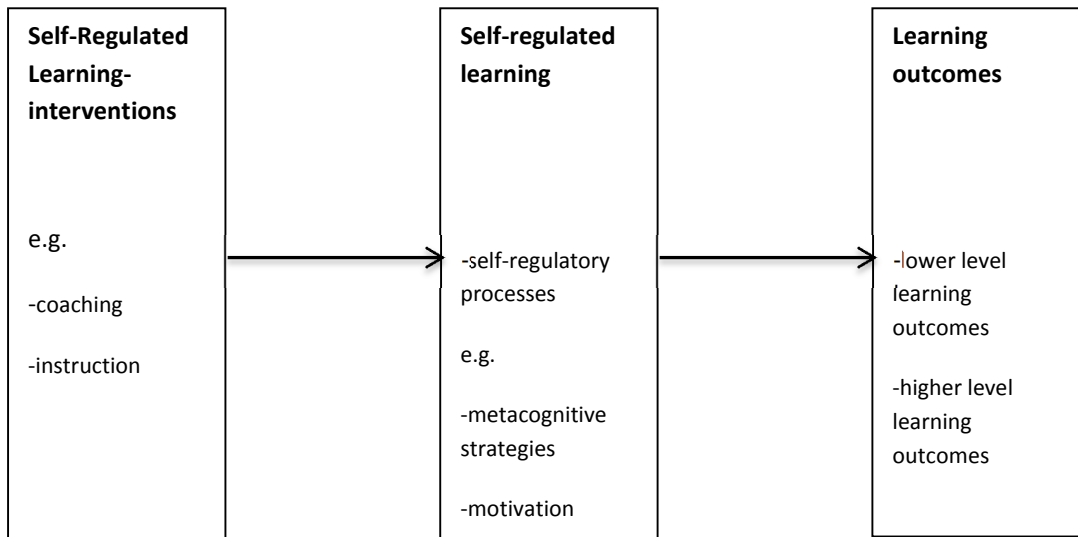 Self-Regulated
Learning-
interventions
e.g.
-coaching
-instruction
Self-regulated
learning
-self-regulatory
processes
e.g.
-metacognitive
strategies
-motivation
Learning
outcomes
-lower level
learning
outcomes
-higher level
learning
outcomes